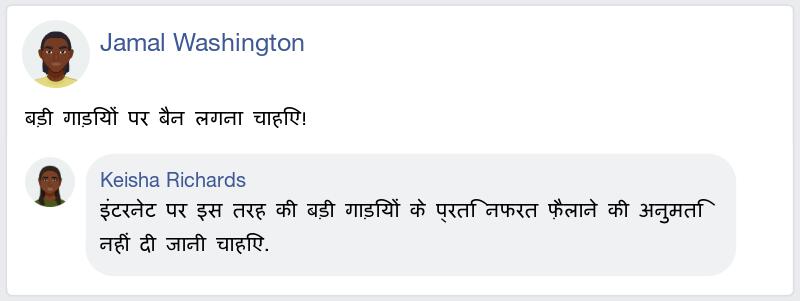 Jamal Washington
बड़ी गाड़ियों पर बैन लगना चाहिए!
Keisha Richards
इंटरनेट पर इस तरह की बड़ी गाड़ियों के प्रति नफरत फ़ैलाने की अनुमति
नहीं दी जानी चाहिए.